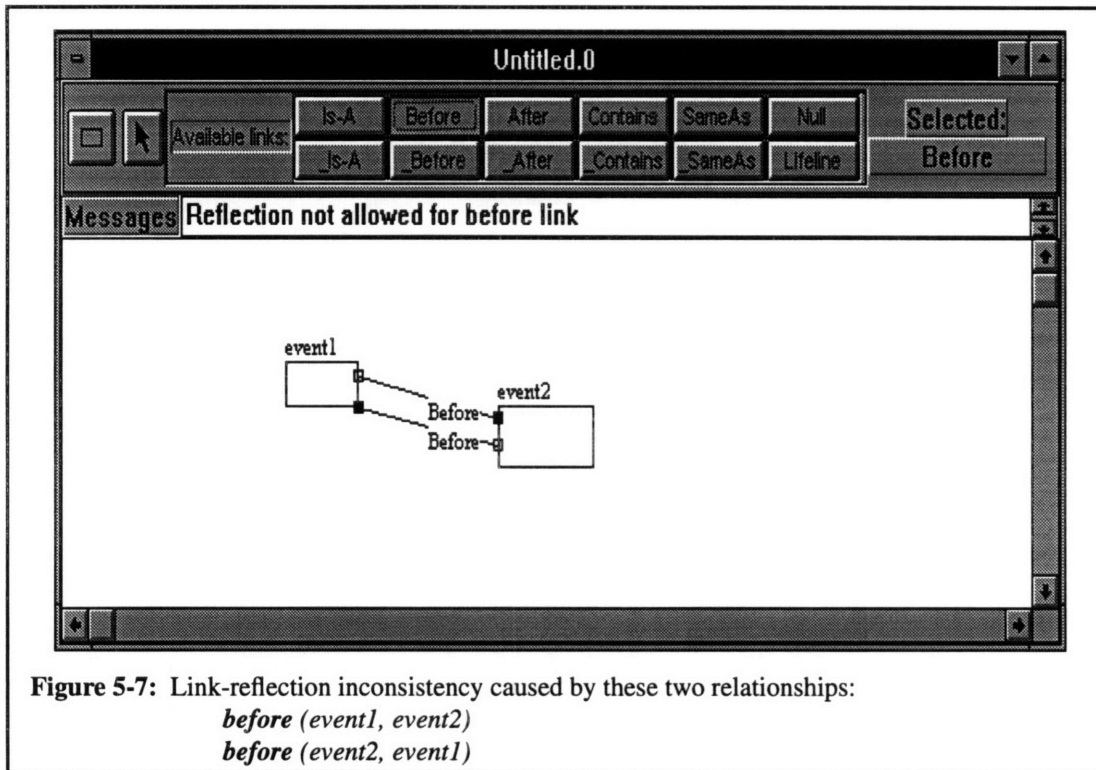 Untitled.0
Available links:
Is-A Before After Contains SameAs Null
_Is-A _Before _After _Contains _SameAs Lifeline
Selected:
Before
Messages Reflection not allowed for before link
event1
event2
Before
Before
Figure 5-7: Link-reflection inconsistency caused by these two relationships:
before (event1, event2)
before (event2, event1)